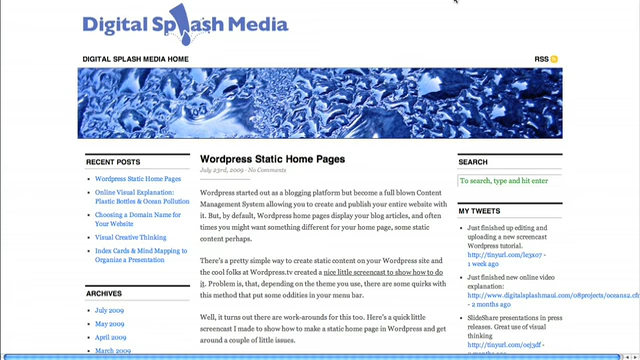 Digital Splash Media
DIGITAL SPLASH MEDIA HOME
RSS
RECENT POSTS
Wordpress Static Home Pages
Online Visual Explanation:
Plastic Bottles & Ocean Pollution
Choosing a Domain Name for
Your Website
Visual Creative Thinking
Index Cards & Mind Mapping to
Organize a Presentation
ARCHIVES
July 2009
May 2009
April 2009
March 2009
Wordpress Static Home Pages
July 23rd, 2009 · No Comments
Wordpress started out as a blogging platform but become a full blown Content
Management System allowing you to create and publish your entire website with
it. But, by default, Wordpress home pages display your blog articles, and often
times you might want something different for your home page, some static
content perhaps.
There's a pretty simple way to create static content on your Wordpress site and
the cool folks at Wordpress.tv created a nice little screencast to show how to do
it. Problem is, that, depending on the theme you use, there are some quirks with
this method that put some oddities in your menu bar.
Well, it turns out there are work-arounds for this too. Here's a quick little
screencast I made to show how to make a static home page in Wordpress and get
around a couple of little issues.
SEARCH
To search, type and hit enter
MY TWEETS
Just finished up editing and
uploading a new screencast
Wordpress tutorial.
http://tinyurl.com/lc3xo7 -
1 week ago
Just finished new online video
explanation:
http://www.digitalsplashmaui.com/08projects/oceans2.cf
- 2 months ago
SlideShare presentations in press
releases. Great use of visual
thinking
http://tinyurl.com/oej3df -